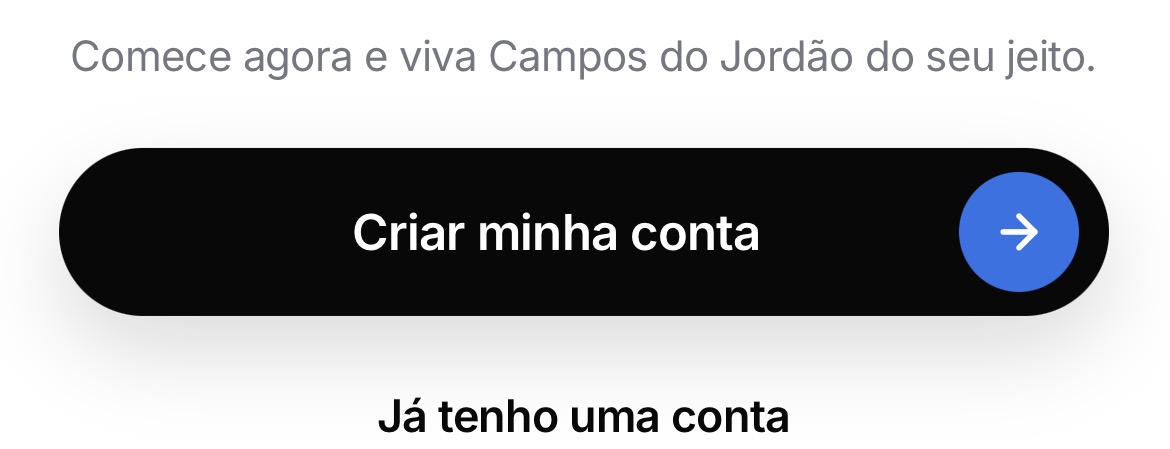 Comece agora e viva Campos do Jordão do seu jeito.
Criar minha conta
Já tenho uma conta